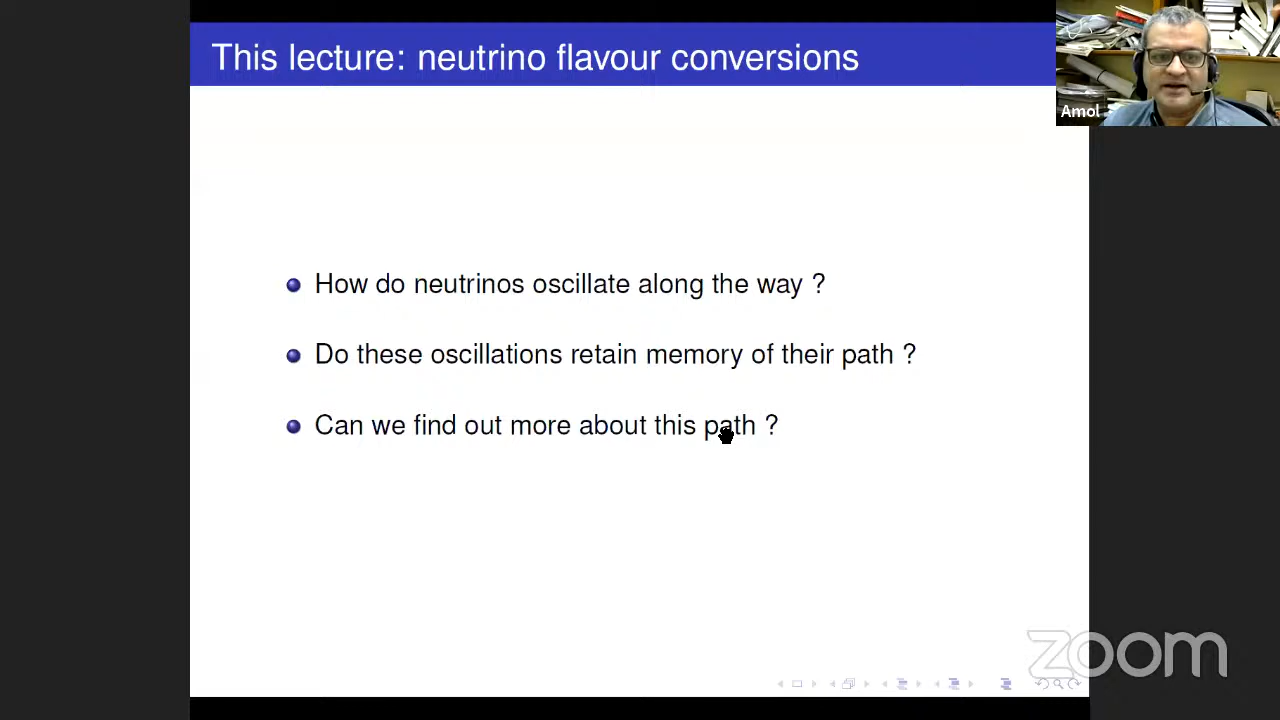 This lecture: neutrino flavour conversions
Amol
How do neutrinos oscillate along the way ?
Do these oscillations retain memory of their path ?
Can we find out more about this path ?
zoom